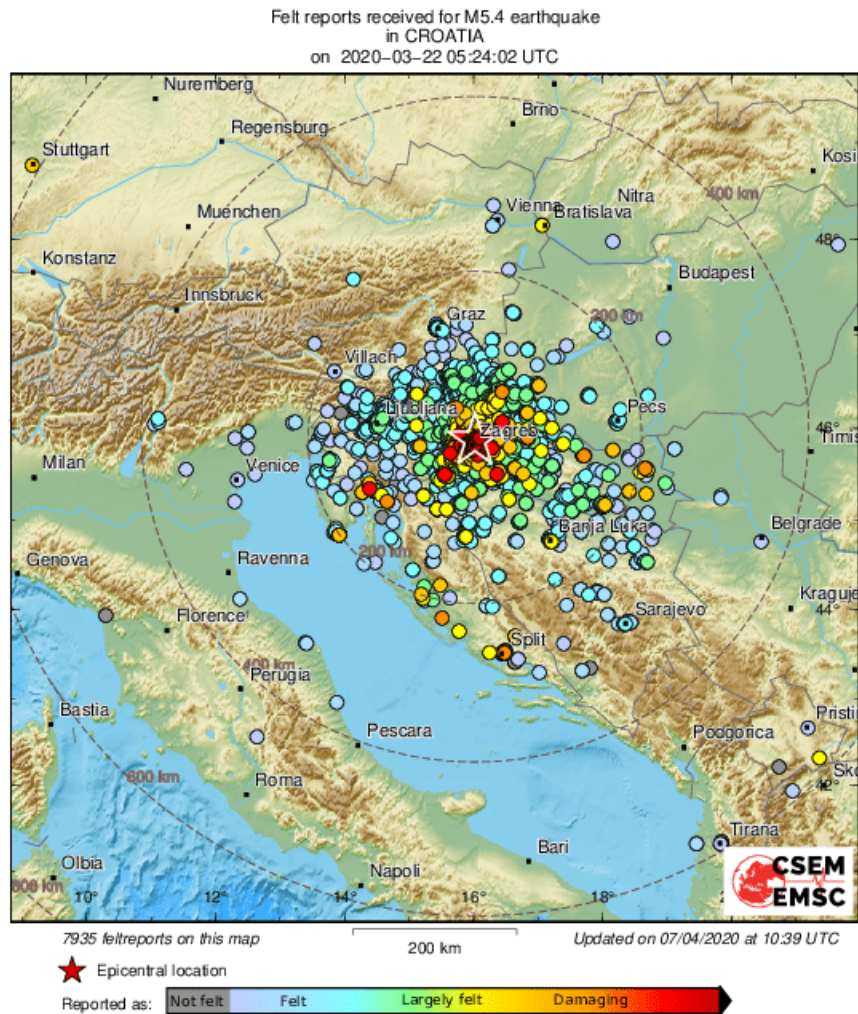 Felt reports received for M5.4 earthquake
in CROATIA
on 2020-03-22 05:24:02 UTC
Nuremberg
Brno
Regensburg
Stuttgart
Kosi
400 km
Nitra
Vienna
Bratislava
Muenchen
48°
Konstanz
Budapest
Innsbruck
Graz
200 km
Villach
Pecs
Ljubljana
Zagreb
46°
Timis
Milan
Venice
Banja Luka
Belgrade
200 km
Genova
Ravenna
Kraguje
Florence
Sarajevo
44°
Split
400 km
Perugia
Bastia
Pristi
Pescara
Podgorica
600 km
Roma
42°
Sko
Tirana
Bari
Olbia
Napoli
800 km
10°
12°
14°
16°
18°
CSEM
EMSC
7935 feltreports on this map
200 km
Updated on 07/04/2020 at 10:39 UTC
Epicentral location
Reported as:
Not felt
Felt
Largely felt
Damaging